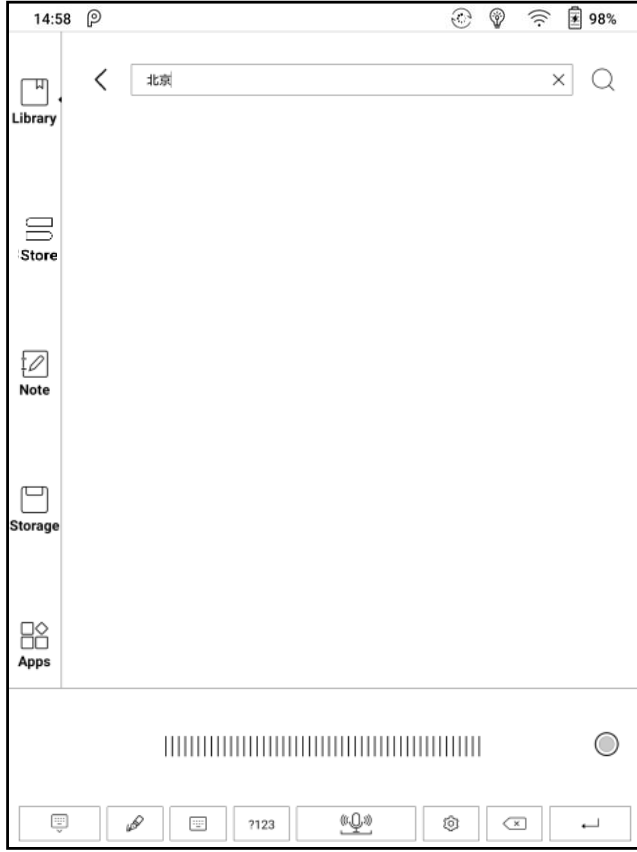 14:58
98%
北京
Library
Store
Note
Storage
Apps
?123